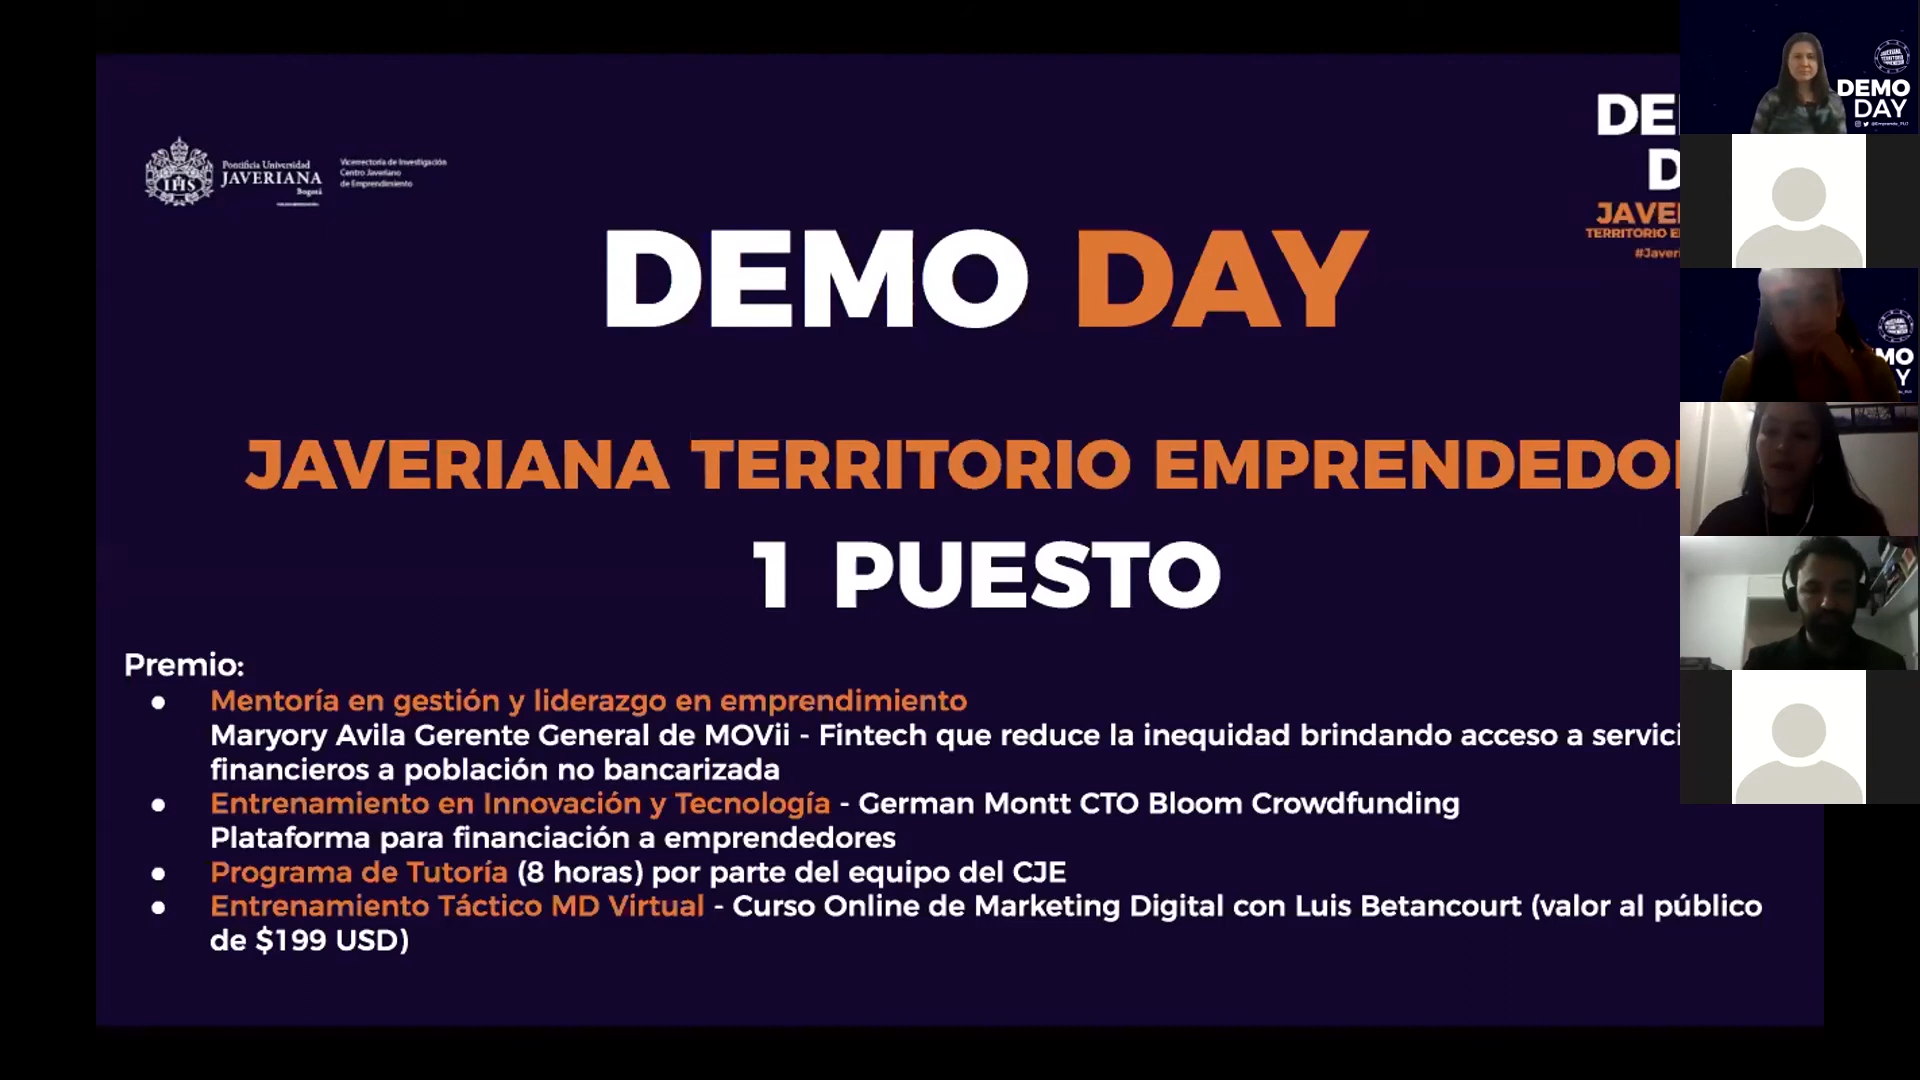 Pontificia Universidad
JAVERIANA
Bogotá
Vicerrectoría de Investigación
Centro Javeriano
de Emprendimiento
DE
D
JAVE
TERRITORIO E
#Javer
DEMO DAY
JAVERIANA TERRITORIO EMPRENDEDO
1 PUESTO
Premio:
● Mentoría en gestión y liderazgo en emprendimiento
Maryory Avila Gerente General de MOVii - Fintech que reduce la inequidad brindando acceso a servici
financieros a población no bancarizada
● Entrenamiento en Innovación y Tecnología - German Montt CTO Bloom Crowdfunding
Plataforma para financiación a emprendedores
● Programa de Tutoría (8 horas) por parte del equipo del CJE
● Entrenamiento Táctico MD Virtual - Curso Online de Marketing Digital con Luis Betancourt (valor al público
de $199 USD)
JAVERIANA
TERRITORIO
DEMO
DAY
MO
Y